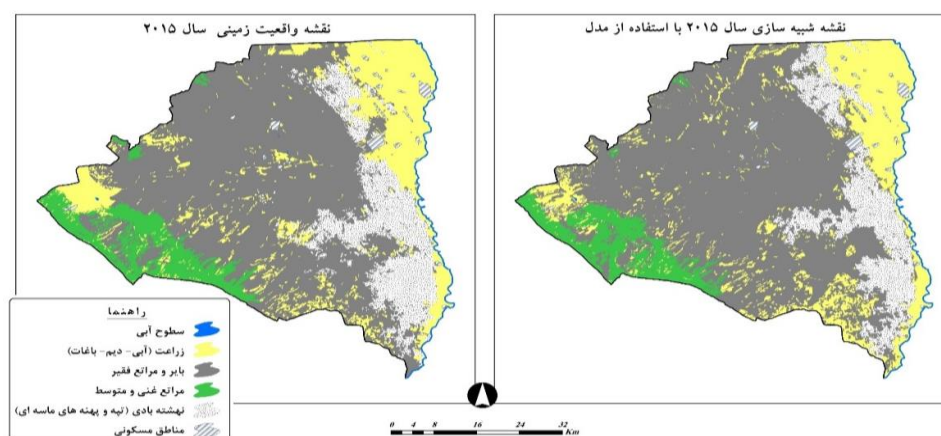 نقشه شبیه سازی سال ۲۰۱۵ با استفاده از مدل
نقشه واقعیت زمینی سال ۲۰۱۵
راهنما
سطوح آبی
زراعت (آبی - دیم - باغات)
بایر و مراتع فقیر
مراتع غنی و متوسط
نهشته بادی (تپه و پهنه های ماسه ای)
مناطق مسکونی
0 4 8 16 24 32
Km